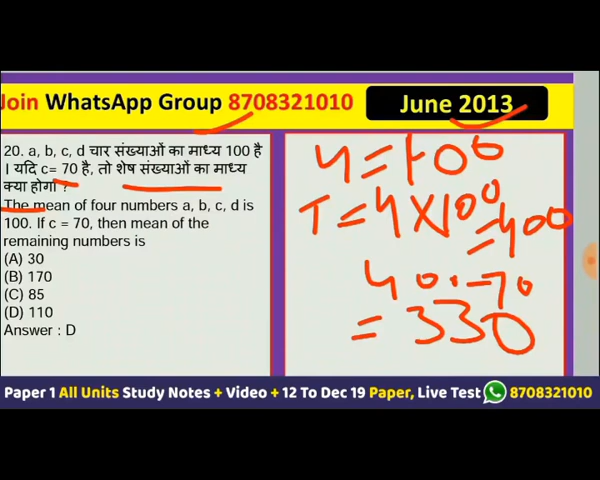 Join WhatsApp Group 8708321010
June 2013
20. a, b, c, d चार संख्याओं का माध्य 100 है
। यदि c= 70 है, तो शेष संख्याओं का माध्य
क्या होगा ?
The mean of four numbers a, b, c, d is
100. If c = 70, then mean of the
remaining numbers is
(A) 30
(B) 170
(C) 85
(D) 110
Answer : D
4 = 100
T = 4 X 100
= 400
400 - 70
= 330
Paper 1 All Units Study Notes + Video + 12 To Dec 19 Paper, Live Test 8708321010